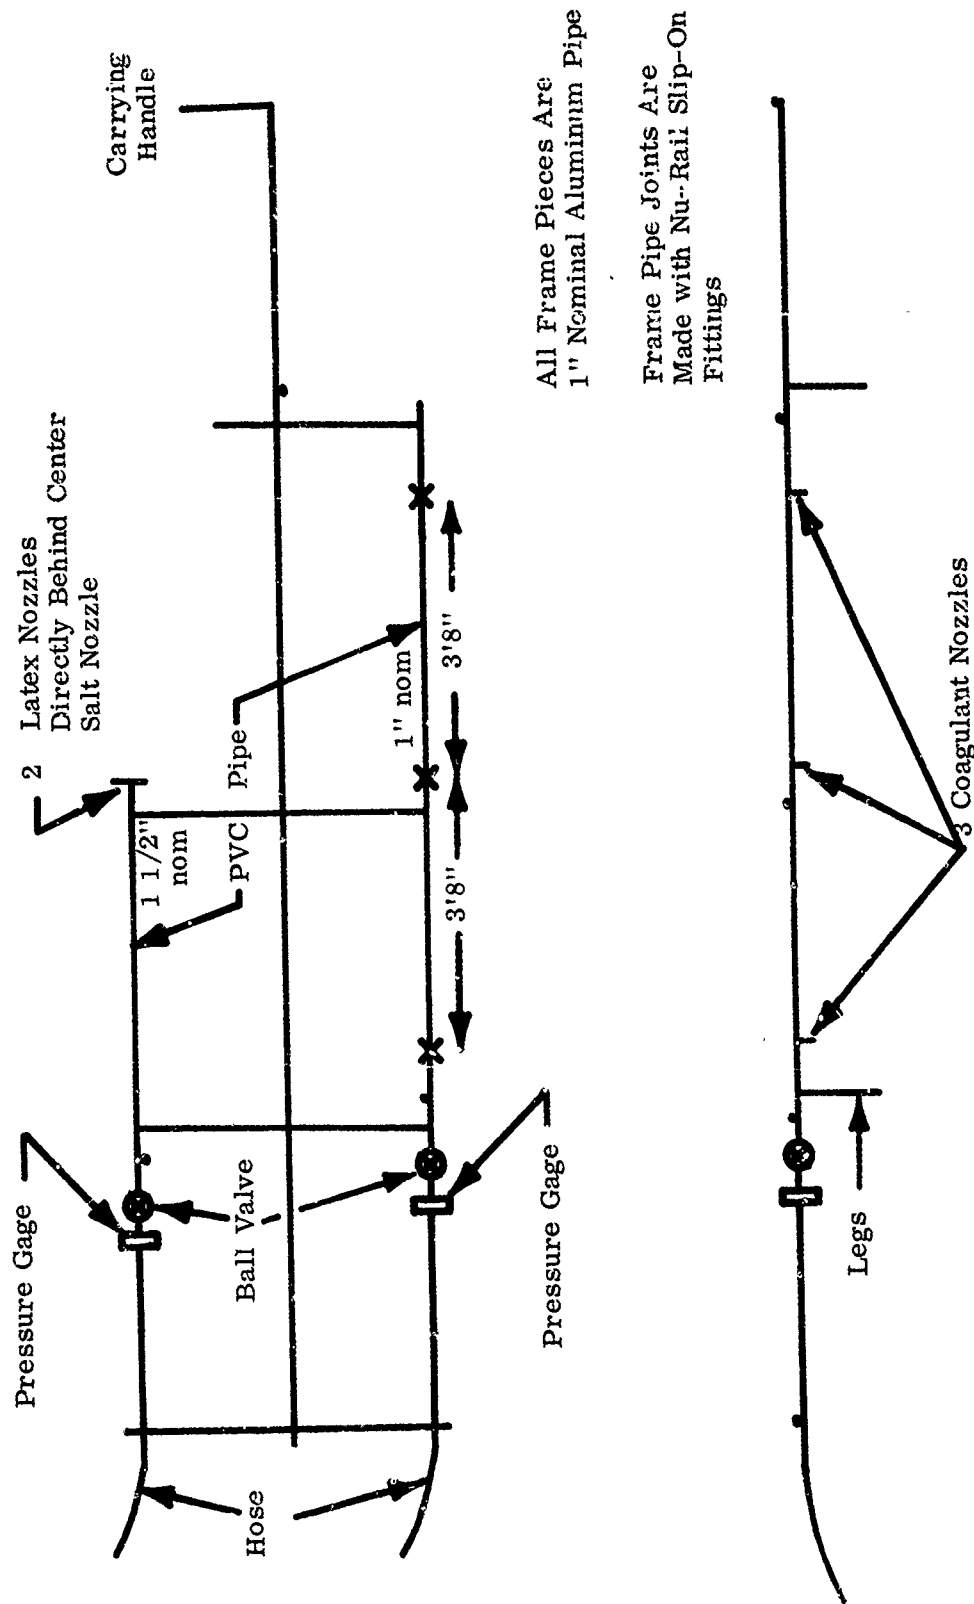 Carrying
Handle
2 Latex Nozzles
Directly Behind Center
Salt Nozzle
1 1/2"
nom
PVC Pipe
1" nom
3'8" 3'8"
Pressure Gage
Ball Valve
Pressure Gage
Hose
All Frame Pieces Are
1" Nominal Aluminum Pipe
Frame Pipe Joints Are
Made with Nu-Rail Slip-On
Fittings
Legs
3 Coagulant Nozzles